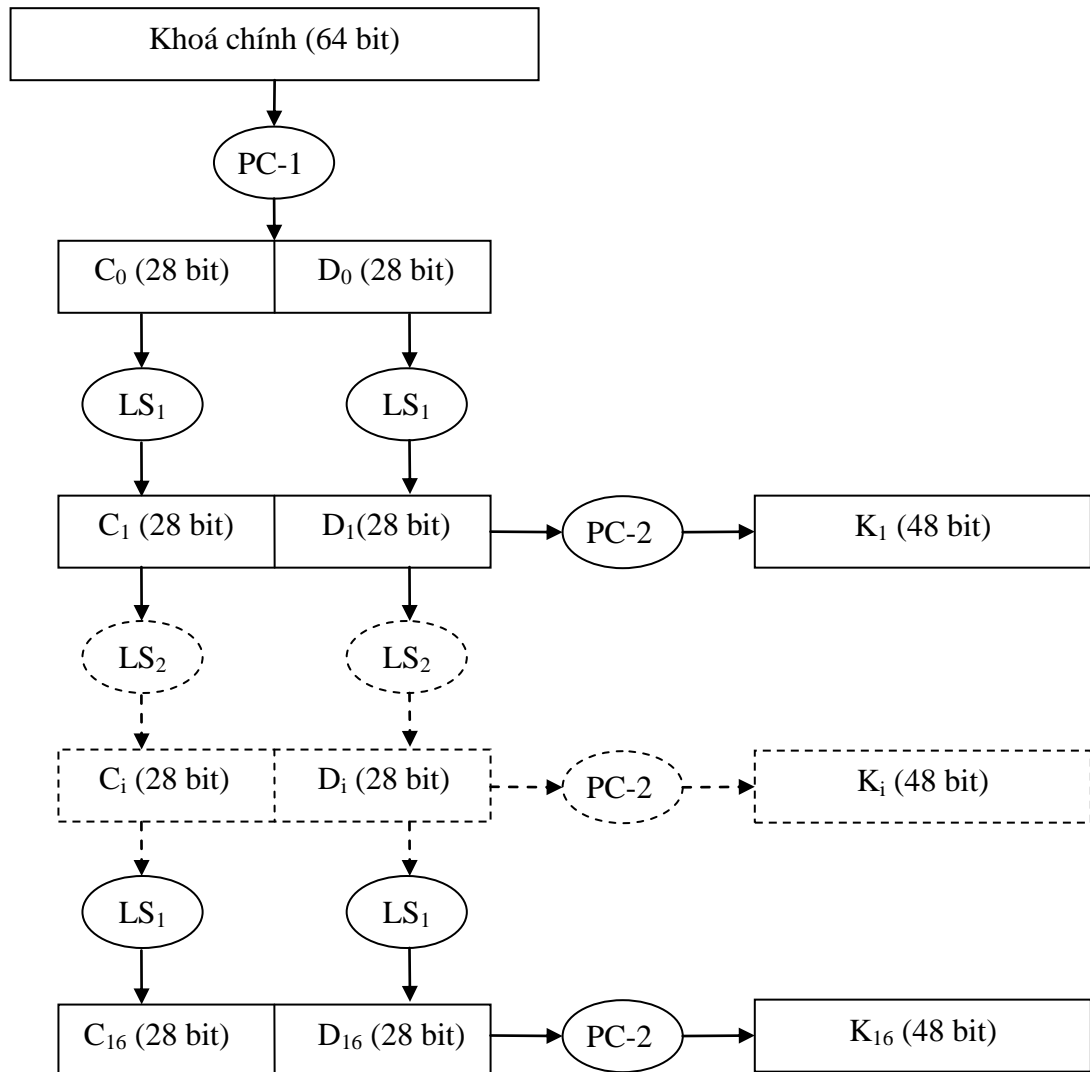 Khoá chính (64 bit)
PC-1
C₀ (28 bit) D₀ (28 bit)
LS₁ LS₁
C₁ (28 bit) D₁(28 bit) PC-2 K₁ (48 bit)
LS₂ LS₂
Cᵢ (28 bit) Dᵢ (28 bit) PC-2 Kᵢ (48 bit)
LS₁ LS₁
C₁₆ (28 bit) D₁₆ (28 bit) PC-2 K₁₆ (48 bit)